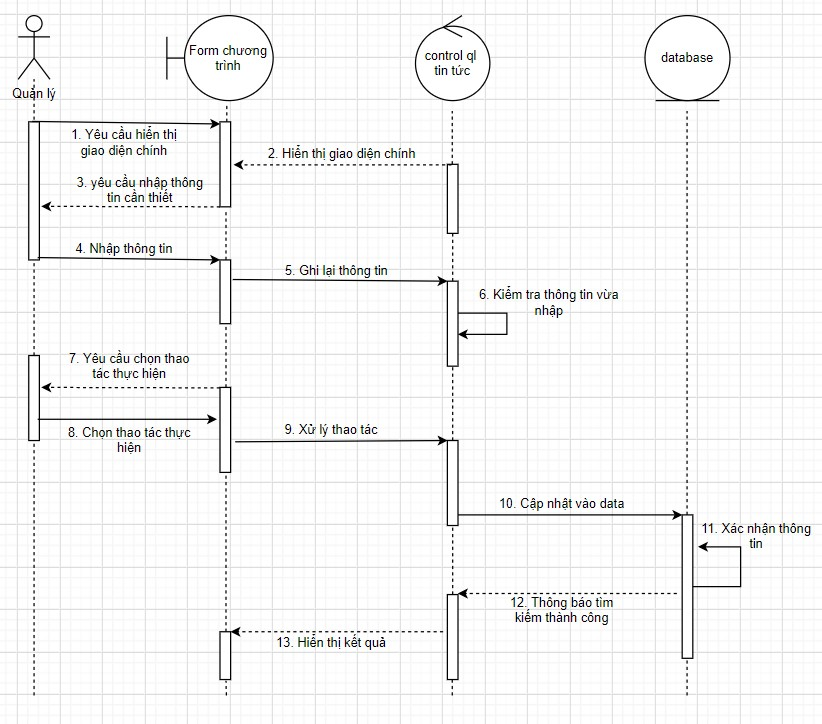 Form chương
trình
control ql
tin tức
database
Quản lý
1. Yêu cầu hiển thị
giao diện chính
2. Hiển thị giao diện chính
3. yêu cầu nhập thông
tin cần thiết
4. Nhập thông tin
5. Ghi lại thông tin
6. Kiểm tra thông tin vừa
nhập
7. Yêu cầu chọn thao
tác thực hiện
8. Chọn thao tác thực
hiện
9. Xử lý thao tác
10. Cập nhật vào data
11. Xác nhận thông
tin
12. Thông báo tìm
kiếm thành công
13. Hiển thị kết quả